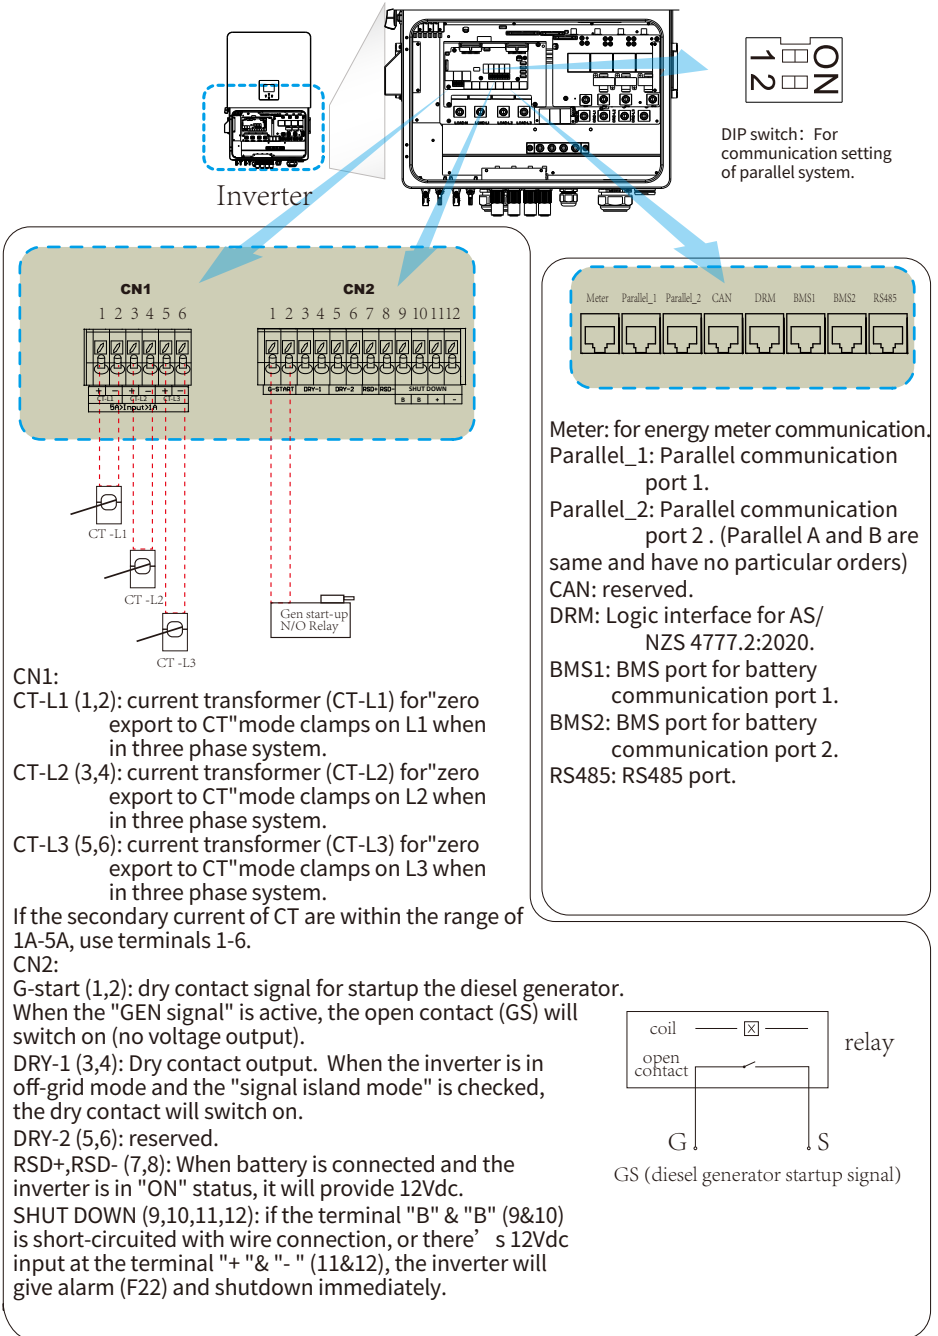 ON
1 2
DIP switch: For
communication setting
of parallel system.
Inverter
CN1
1 2 3 4 5 6
+ − + − + −
CT-L1 CT-L2 CT-L3
5A>Input>1A
CN2
1 2 3 4 5 6 7 8 9 10 11 12
G-START DRY-1 DRY-2 RSD+ RSD- SHUT DOWN
B B + −
CT -L1
CT -L2
CT -L3
Gen start-up
N/O Relay
Meter Parallel_1 Parallel_2 CAN DRM BMS1 BMS2 RS485
Meter: for energy meter communication.
Parallel_1: Parallel communication
port 1.
Parallel_2: Parallel communication
port 2 . (Parallel A and B are
same and have no particular orders)
CAN: reserved.
DRM: Logic interface for AS/
NZS 4777.2:2020.
BMS1: BMS port for battery
communication port 1.
BMS2: BMS port for battery
communication port 2.
RS485: RS485 port.
CN1:
CT-L1 (1,2): current transformer (CT-L1) for"zero
export to CT"mode clamps on L1 when
in three phase system.
CT-L2 (3,4): current transformer (CT-L2) for"zero
export to CT"mode clamps on L2 when
in three phase system.
CT-L3 (5,6): current transformer (CT-L3) for"zero
export to CT"mode clamps on L3 when
in three phase system.
If the secondary current of CT are within the range of
1A-5A, use terminals 1-6.
CN2:
G-start (1,2): dry contact signal for startup the diesel generator.
When the "GEN signal" is active, the open contact (GS) will
switch on (no voltage output).
DRY-1 (3,4): Dry contact output. When the inverter is in
off-grid mode and the "signal island mode" is checked,
the dry contact will switch on.
DRY-2 (5,6): reserved.
RSD+,RSD- (7,8): When battery is connected and the
inverter is in "ON" status, it will provide 12Vdc.
SHUT DOWN (9,10,11,12): if the terminal "B" & "B" (9&10)
is short-circuited with wire connection, or there’s 12Vdc
input at the terminal "+ "& "- " (11&12), the inverter will
give alarm (F22) and shutdown immediately.
coil
open
contact
relay
G S
GS (diesel generator startup signal)